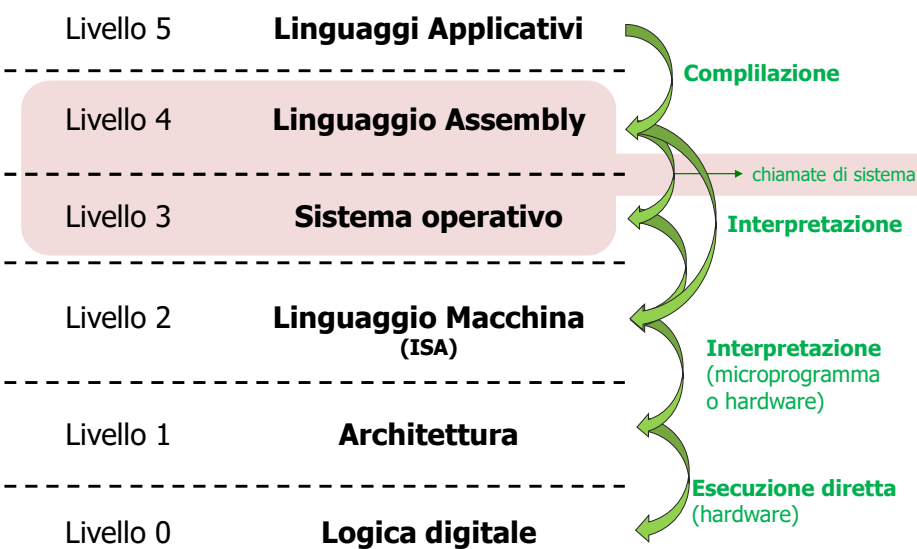 Livello 5 Linguaggi Applicativi
Complilazione
Livello 4 Linguaggio Assembly
chiamate di sistema
Livello 3 Sistema operativo
Interpretazione
Livello 2 Linguaggio Macchina
(ISA)
Interpretazione
(microprogramma
o hardware)
Livello 1 Architettura
Esecuzione diretta
(hardware)
Livello 0 Logica digitale